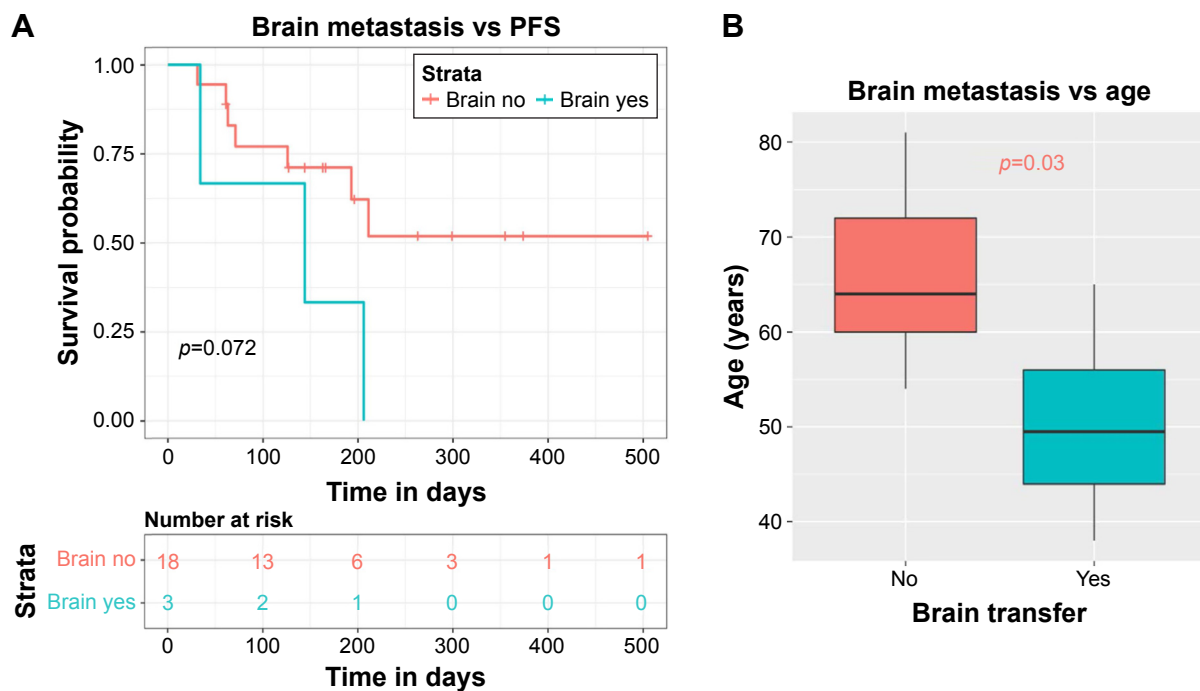 A
Brain metastasis vs PFS
Strata
Brain no Brain yes
Survival probability
1.00
0.75
0.50
0.25
0.00
p=0.072
0 100 200 300 400 500
Time in days
Number at risk
Strata
Brain no 18 13 6 3 1 1
Brain yes 3 2 1 0 0 0
0 100 200 300 400 500
Time in days
B
Brain metastasis vs age
Age (years)
80
70
60
50
40
p=0.03
No Yes
Brain transfer